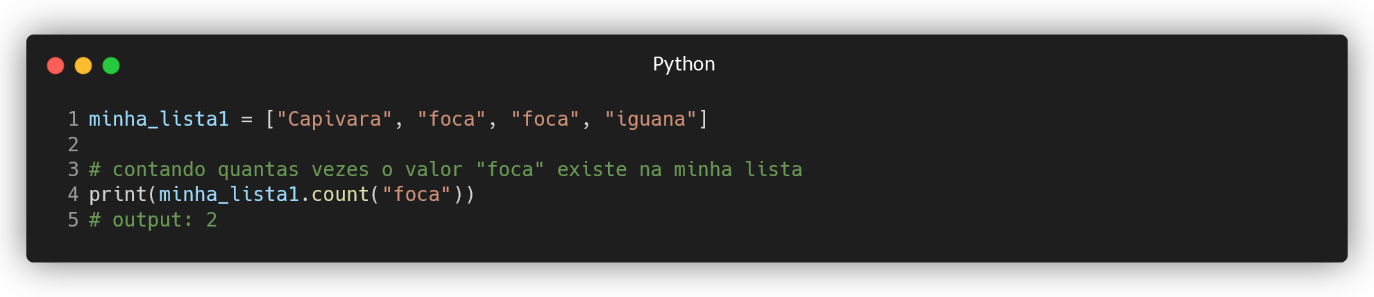 Python
1 minha_lista1 = ["Capivara", "foca", "foca", "iguana"]
2
3 # contando quantas vezes o valor "foca" existe na minha lista
4 print(minha_lista1.count("foca"))
5 # output: 2